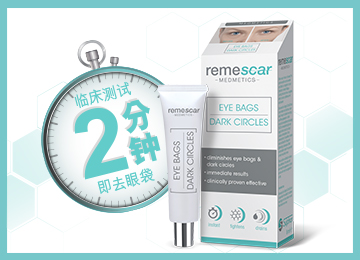 临床测试
2分钟
即去眼袋
remescar
MEDMETICS
EYE BAGS
DARK CIRCLES
remescar
MEDMETICS
EYE BAGS
DARK CIRCLES
• diminishes eye bags &
dark circles
• immediate results
• clinically proven effective